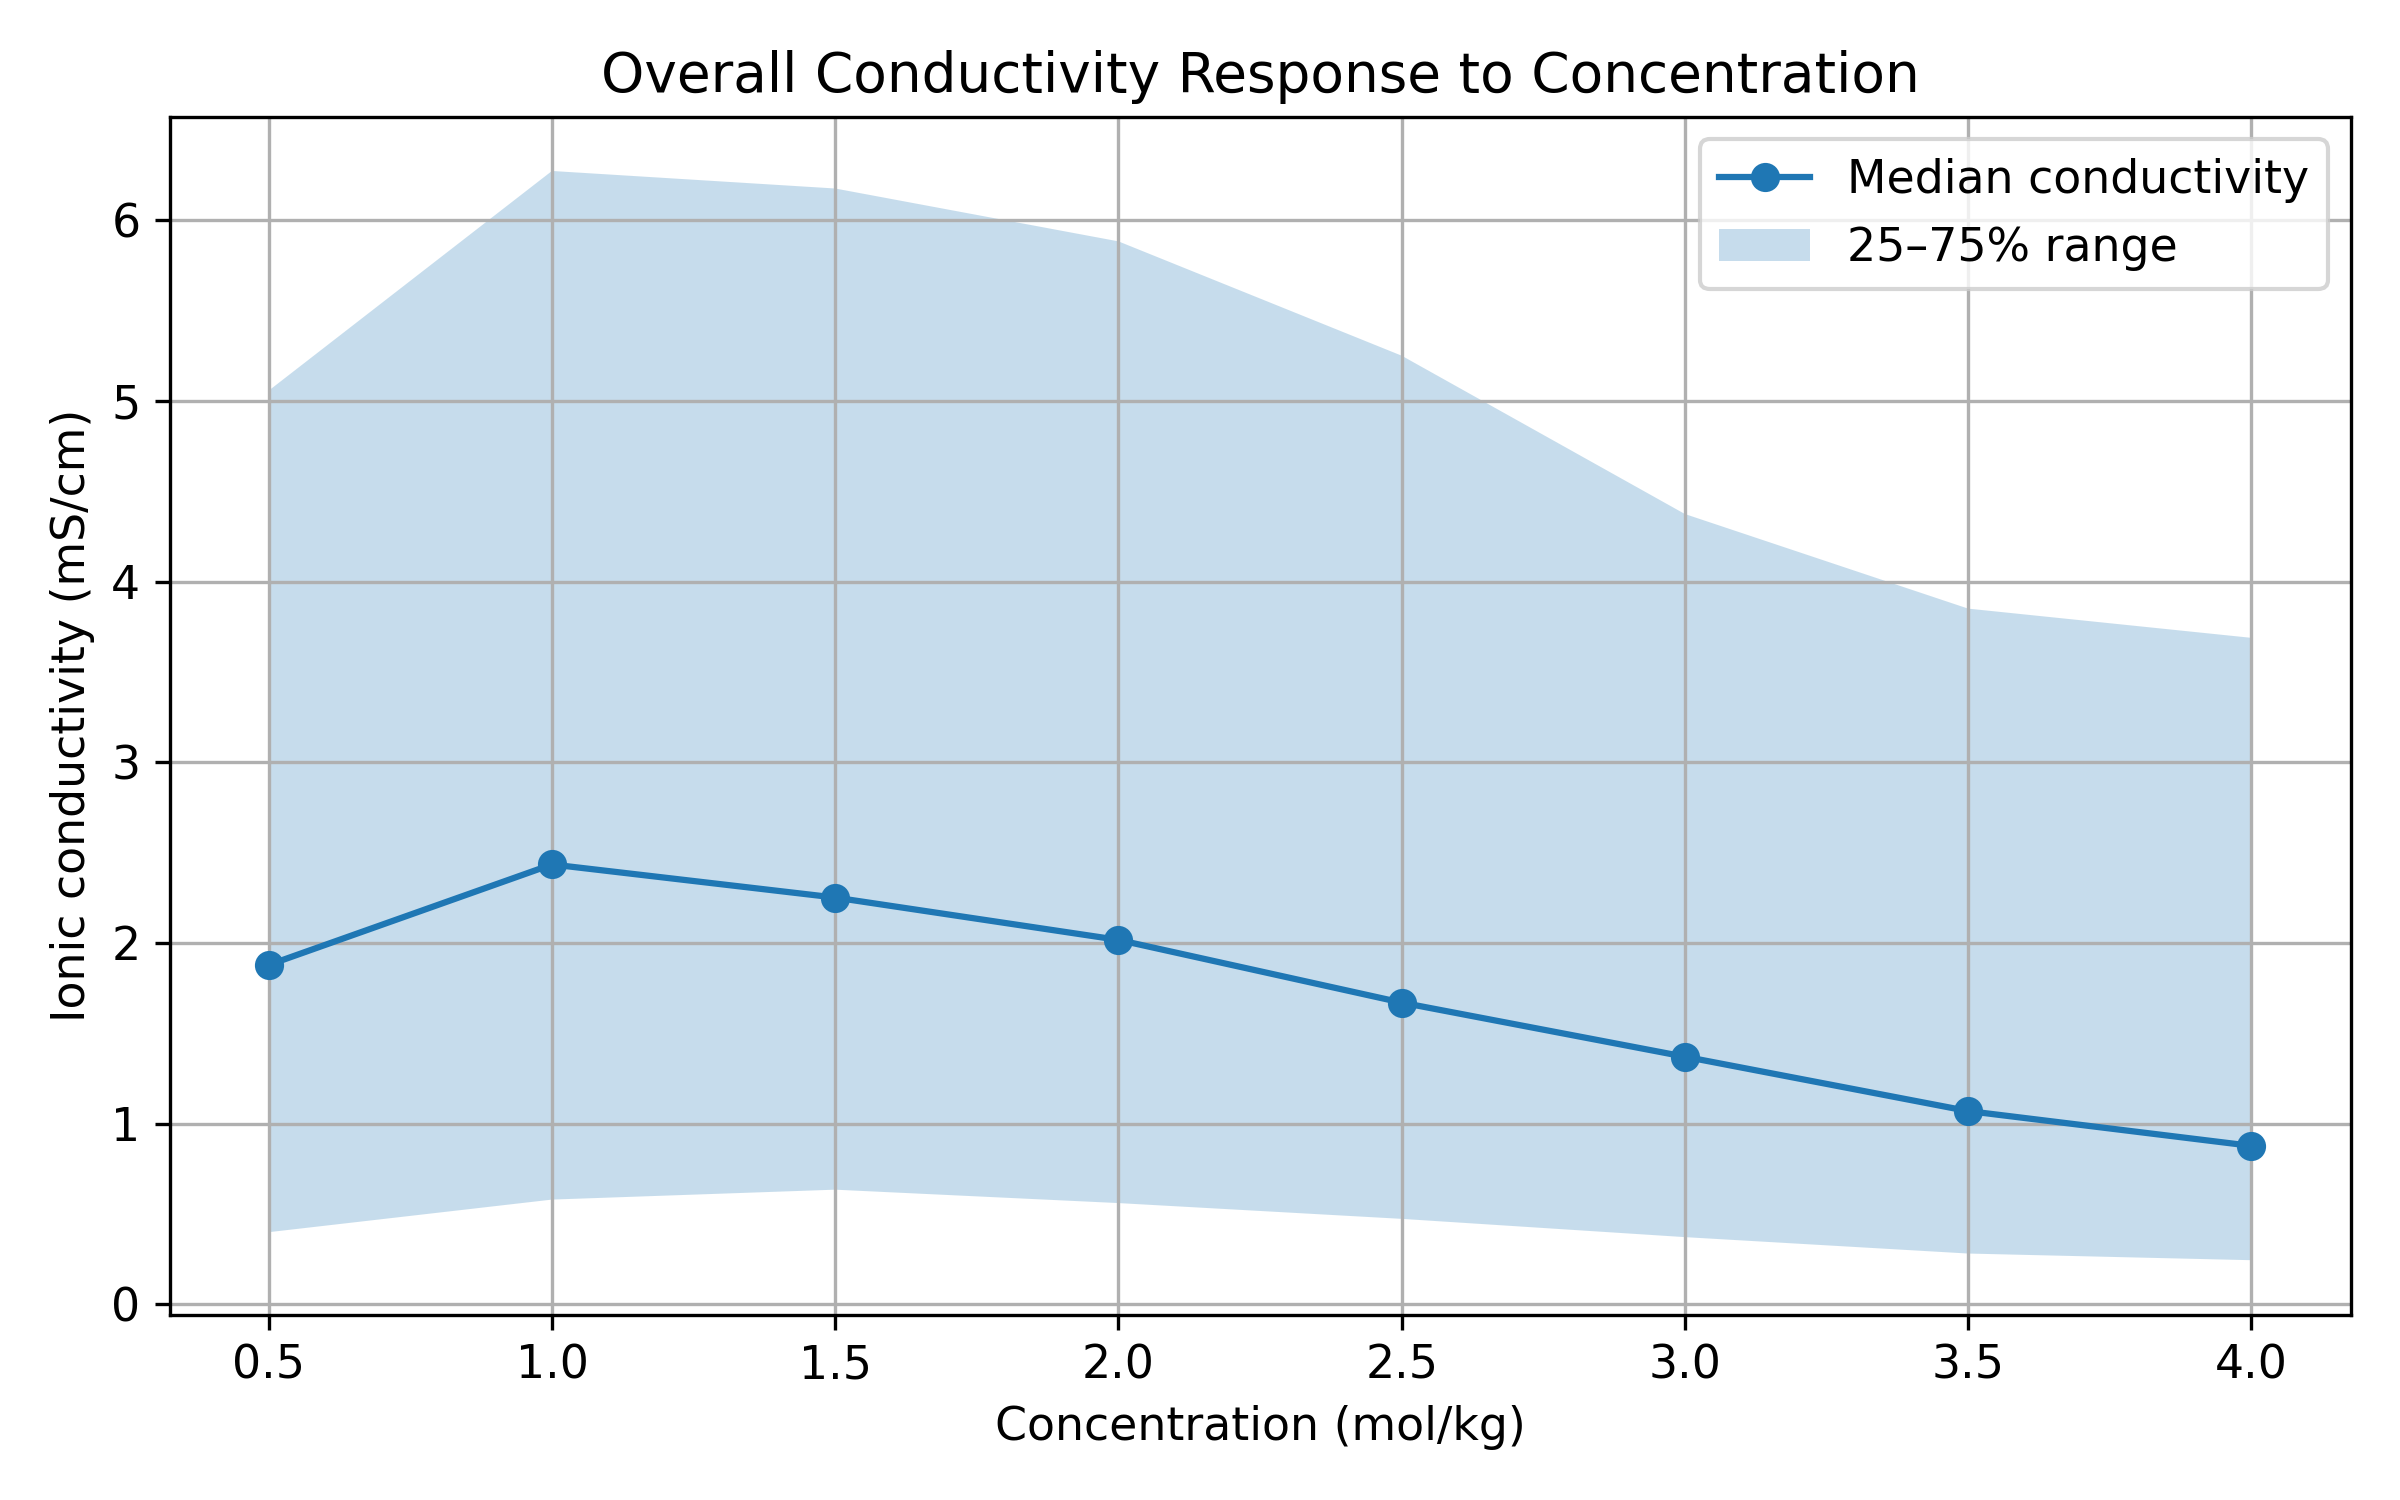 Overall Conductivity Response to Concentration
Median conductivity
25–75% range
Ionic conductivity (mS/cm)
6
5
4
3
2
1
0
0.5 1.0 1.5 2.0 2.5 3.0 3.5 4.0
Concentration (mol/kg)